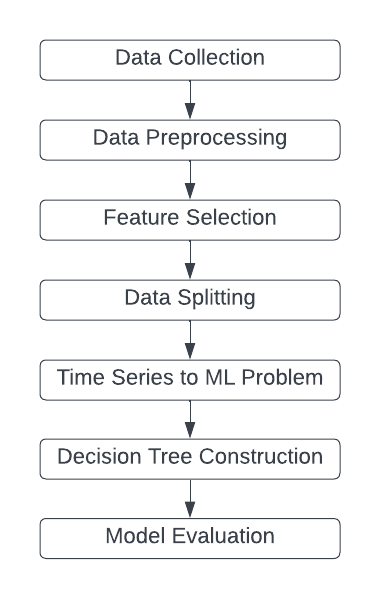 Data Collection
Data Preprocessing
Feature Selection
Data Splitting
Time Series to ML Problem
Decision Tree Construction
Model Evaluation